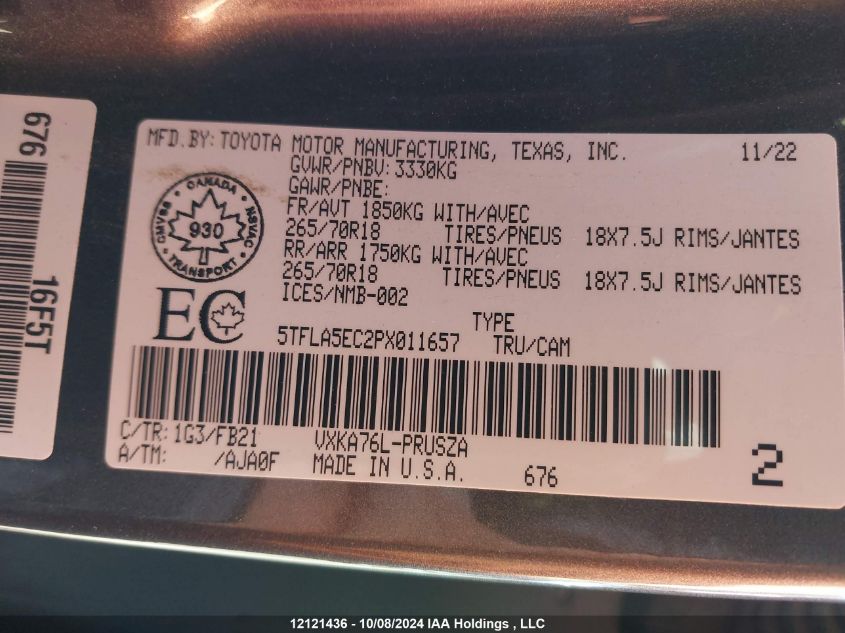 676
16F5T
MFD. BY: TOYOTA MOTOR MANUFACTURING, TEXAS, INC. 11/22
GVWR/PNBV: 3330KG
GAWR/PNBE:
FR/AVT 1850KG WITH/AVEC
265/70R18 TIRES/PNEUS 18X7.5J RIMS/JANTES
RR/ARR 1750KG WITH/AVEC
265/70R18 TIRES/PNEUS 18X7.5J RIMS/JANTES
ICES/NMB-002
CANADA
CMVSS NSVAC
930
TRANSPORT
EC
TYPE
5TFLA5EC2PX011657 TRU/CAM
C/TR: 1G3/FB21 VXKA76L-PRUSZA
A/TM: /AJA0F MADE IN U.S.A. 676 2
12121436 - 10/08/2024 IAA Holdings , LLC